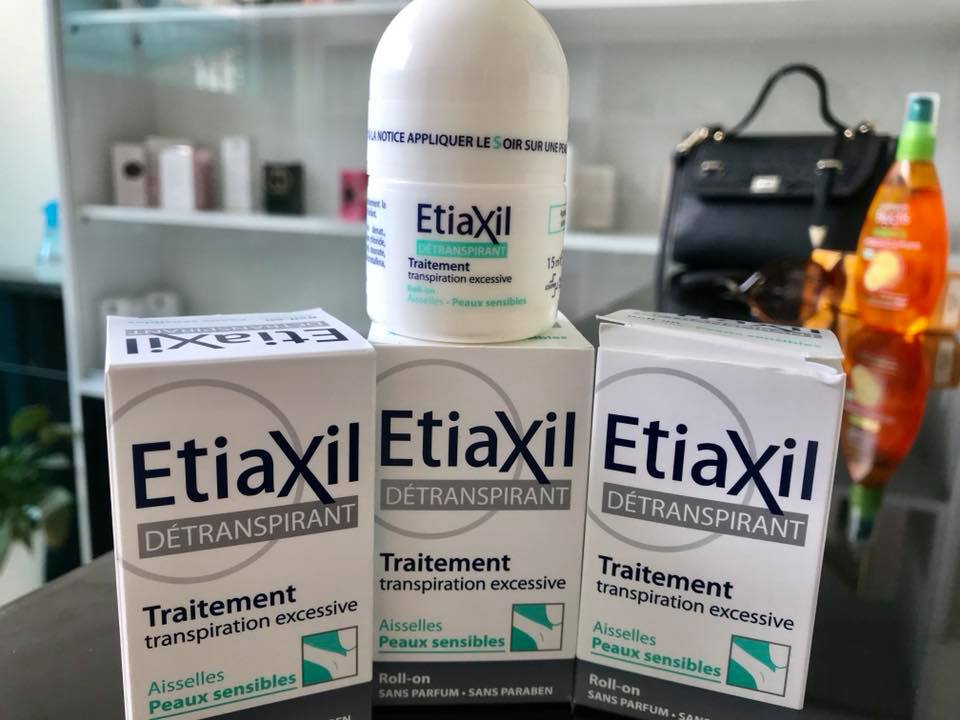 LA NOTICE APPLIQUER LE SOIR SUR UNE
EtiaXil
DÉTRANSPIRANT
Traitement
transpiration excessive
Roll-on
Aisselles - Peaux sensibles
15 m
EtiaXil
DÉTRANSPIRANT
EtiaXil
DÉTRANSPIRANT
Traitement
transpiration excessive
Aisselles
Peaux sensibles
PARABEN
EtiaXil
DÉTRANSPIRANT
Traitement
transpiration excessive
Aisselles
Peaux sensibles
Roll-on
SANS PARFUM • SANS PARABEN
EtiaXil
DÉTRANSPIRANT
Traitement
transpiration excessive
Aisselles
Peaux sensibles
Roll-on
SANS PARFUM • SANS